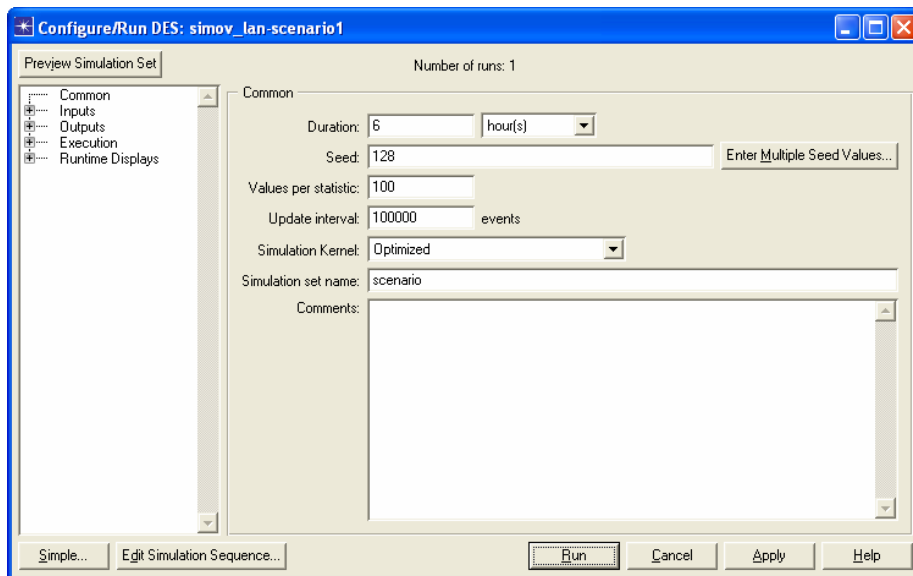 Configure/Run DES: simov_lan-scenario1
Preview Simulation Set
Number of runs: 1
Common
Inputs
Outputs
Execution
Runtime Displays
Common
Duration: 6 hour(s)
Seed: 128 Enter Multiple Seed Values...
Values per statistic: 100
Update interval: 100000 events
Simulation Kernel: Optimized
Simulation set name: scenario
Comments:
Simple... Edit Simulation Sequence... Run Cancel Apply Help